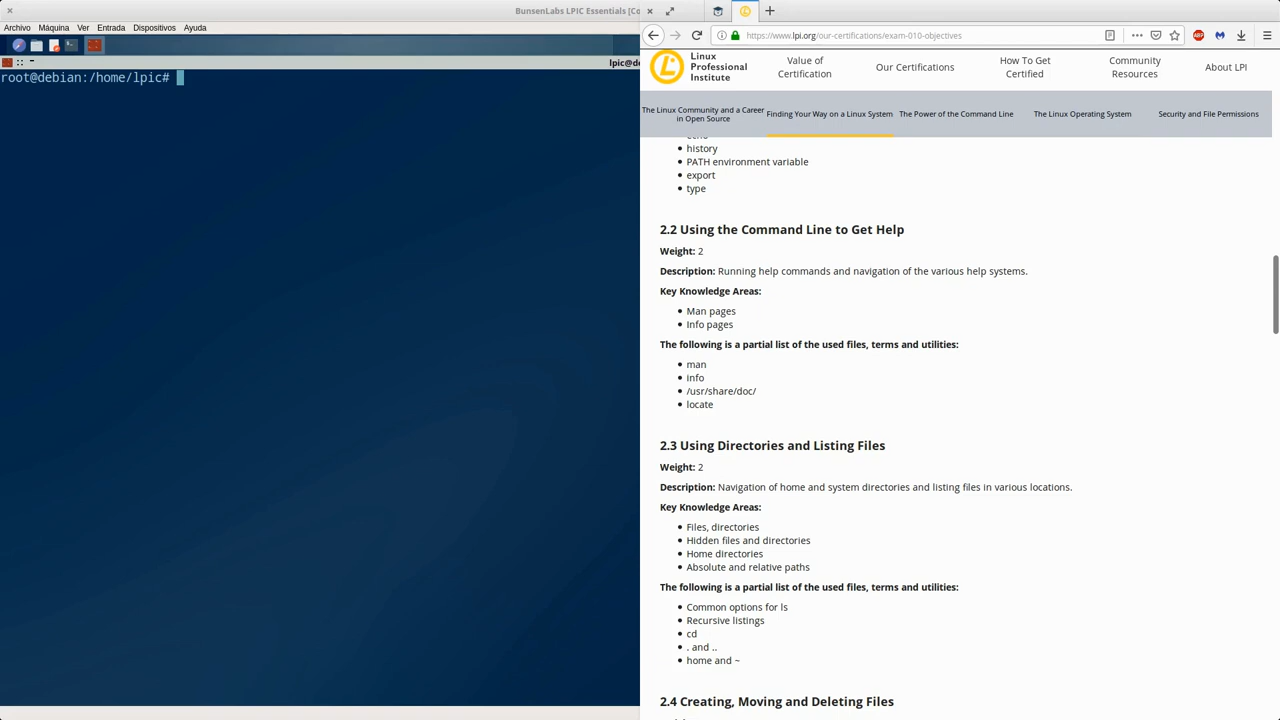 BunsenLabs LPIC Essentials [Co
Archivo Máquina Ver Entrada Dispositivos Ayuda
lpic@de
root@debian:/home/lpic#
https://www.lpi.org/our-certifications/exam-010-objectives
Linux
Professional
Institute
Value of
Certification
Our Certifications
How To Get
Certified
Community
Resources
About LPI
The Linux Community and a Career
in Open Source
Finding Your Way on a Linux System
The Power of the Command Line
The Linux Operating System
Security and File Permissions
history
PATH environment variable
export
type
2.2 Using the Command Line to Get Help
Weight: 2
Description: Running help commands and navigation of the various help systems.
Key Knowledge Areas:
Man pages
Info pages
The following is a partial list of the used files, terms and utilities:
man
info
/usr/share/doc/
locate
2.3 Using Directories and Listing Files
Weight: 2
Description: Navigation of home and system directories and listing files in various locations.
Key Knowledge Areas:
Files, directories
Hidden files and directories
Home directories
Absolute and relative paths
The following is a partial list of the used files, terms and utilities:
Common options for ls
Recursive listings
cd
. and ..
home and ~
2.4 Creating, Moving and Deleting Files